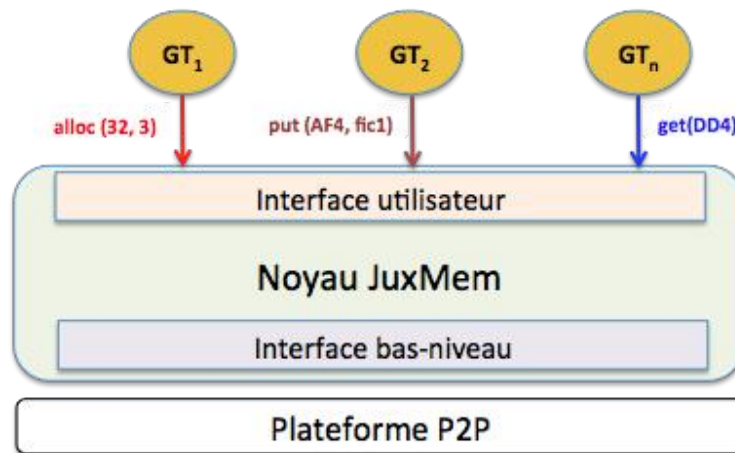 GT1 GT2 GTn
alloc (32, 3) put (AF4, fic1) get(DD4)
Interface utilisateur
Noyau JuxMem
Interface bas-niveau
Plateforme P2P